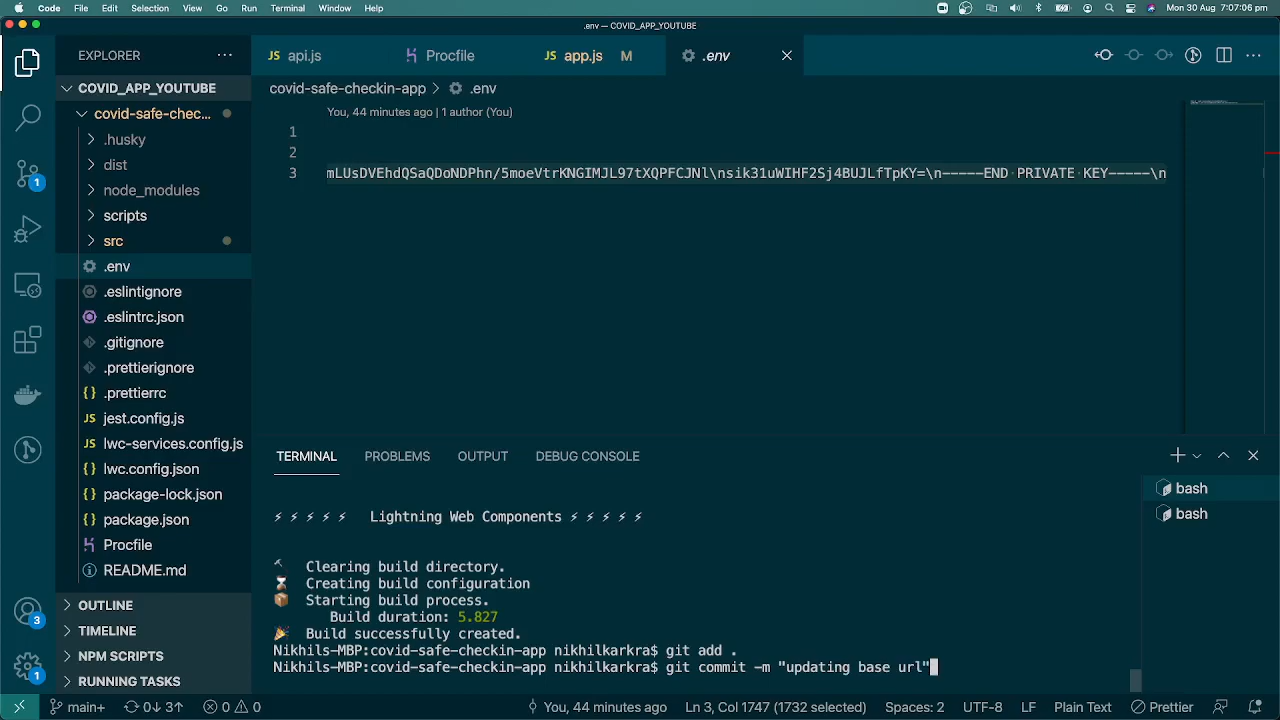 Code File Edit Selection View Go Run Terminal Window Help Mon 30 Aug 7:07:06 pm
.env — COVID_APP_YOUTUBE
EXPLORER
JS api.js Procfile JS app.js M .env
COVID_APP_YOUTUBE
covid-safe-checkin-app > .env
covid-safe-chec...
You, 44 minutes ago | 1 author (You)
.husky
1
dist
2
node_modules
3 mLUsDVEhdQSaQDoNDPhn/5moeVtrKNGIMJL97tXQPFCJNl\nsik31uWIHF2Sj4BUJLfTpKY=\n-----END PRIVATE KEY-----\n
scripts
src
.env
.eslintignore
.eslintrc.json
.gitignore
.prettierignore
{} .prettierrc
JS jest.config.js
JS lwc-services.config.js
{} lwc.config.json
{} package-lock.json
{} package.json
Procfile
README.md
OUTLINE
TIMELINE
NPM SCRIPTS
RUNNING TASKS
1
3
1
TERMINAL PROBLEMS OUTPUT DEBUG CONSOLE
bash
bash
Lightning Web Components
Clearing build directory.
Creating build configuration
Starting build process.
Build duration: 5.827
Build successfully created.
Nikhils-MBP:covid-safe-checkin-app nikhilkarkra$ git add .
Nikhils-MBP:covid-safe-checkin-app nikhilkarkra$ git commit -m "updating base url"
main+ 0↓ 3↑ 0 0 You, 44 minutes ago Ln 3, Col 1747 (1732 selected) Spaces: 2 UTF-8 LF Plain Text Prettier